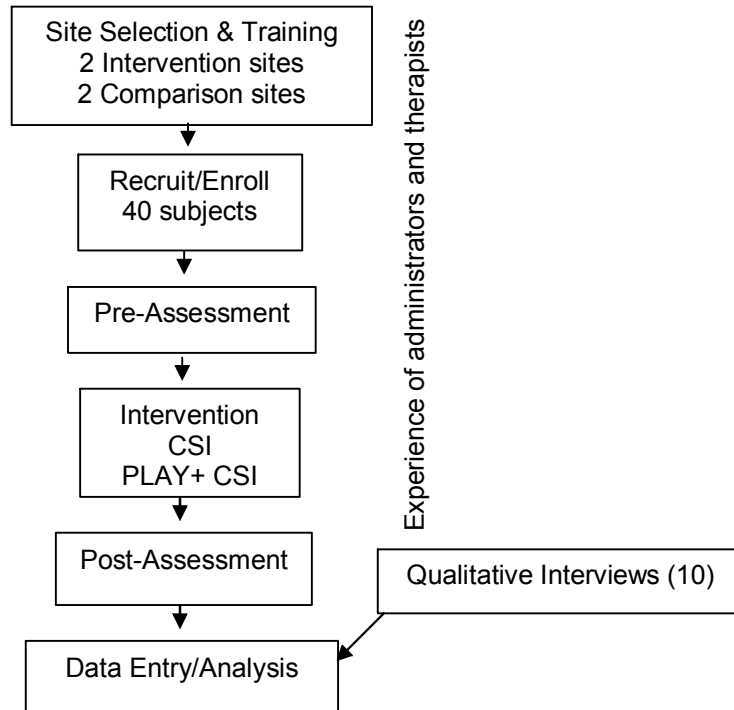 Site Selection & Training
2 Intervention sites
2 Comparison sites
Recruit/Enroll
40 subjects
Pre-Assessment
Intervention
CSI
PLAY+ CSI
Post-Assessment
Data Entry/Analysis
Experience of administrators and therapists
Qualitative Interviews (10)